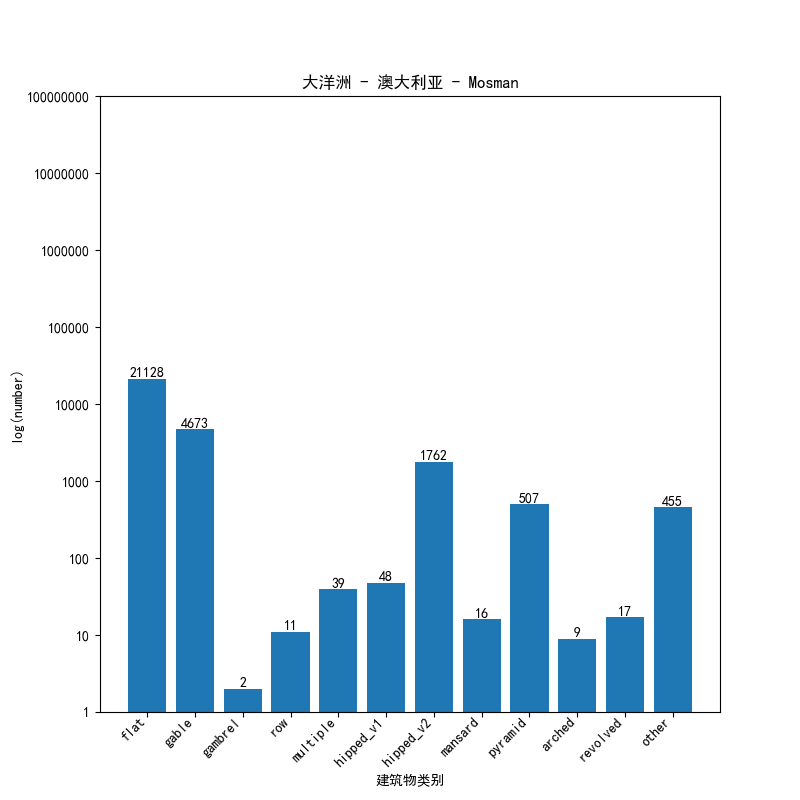 大洋洲 - 澳大利亚 - Mosman
100000000
10000000
1000000
100000
10000
1000
100
10
1
log(number)
21128
4673
2
11
39
48
1762
16
507
9
17
455
flat
gable
gambrel
row
multiple
hipped_v1
hipped_v2
mansard
pyramid
arched
revolved
other
建筑物类别